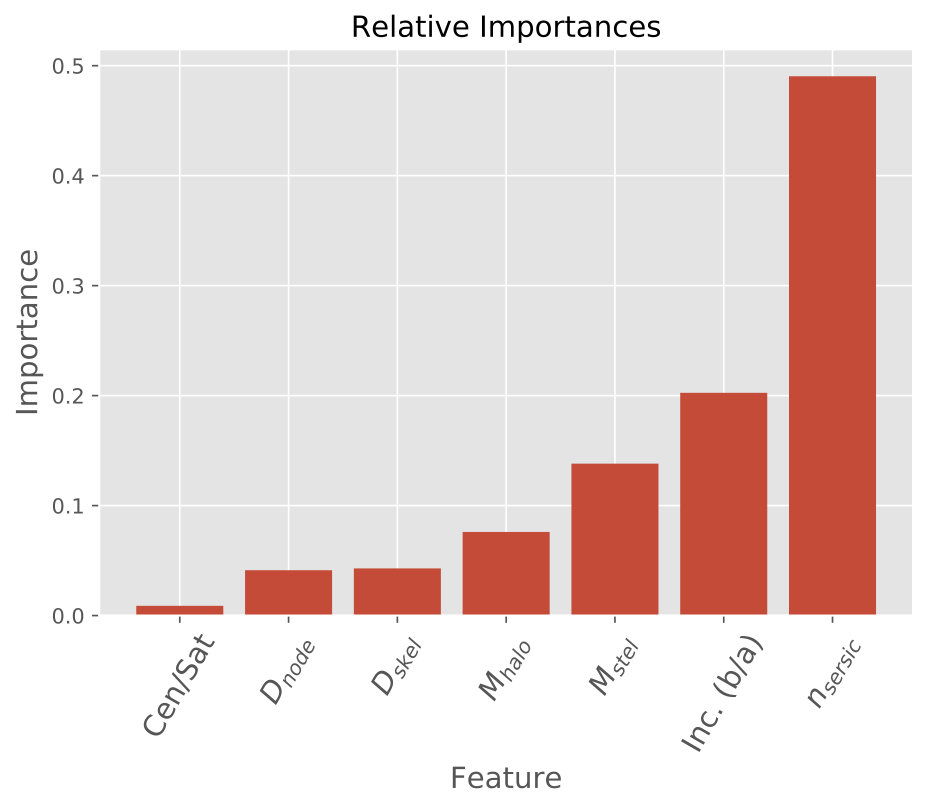 Relative Importances
Importance
0.5
0.4
0.3
0.2
0.1
0.0
Cen/Sat
D_node
D_skel
M_halo
M_stel
Inc. (b/a)
n_sersic
Feature